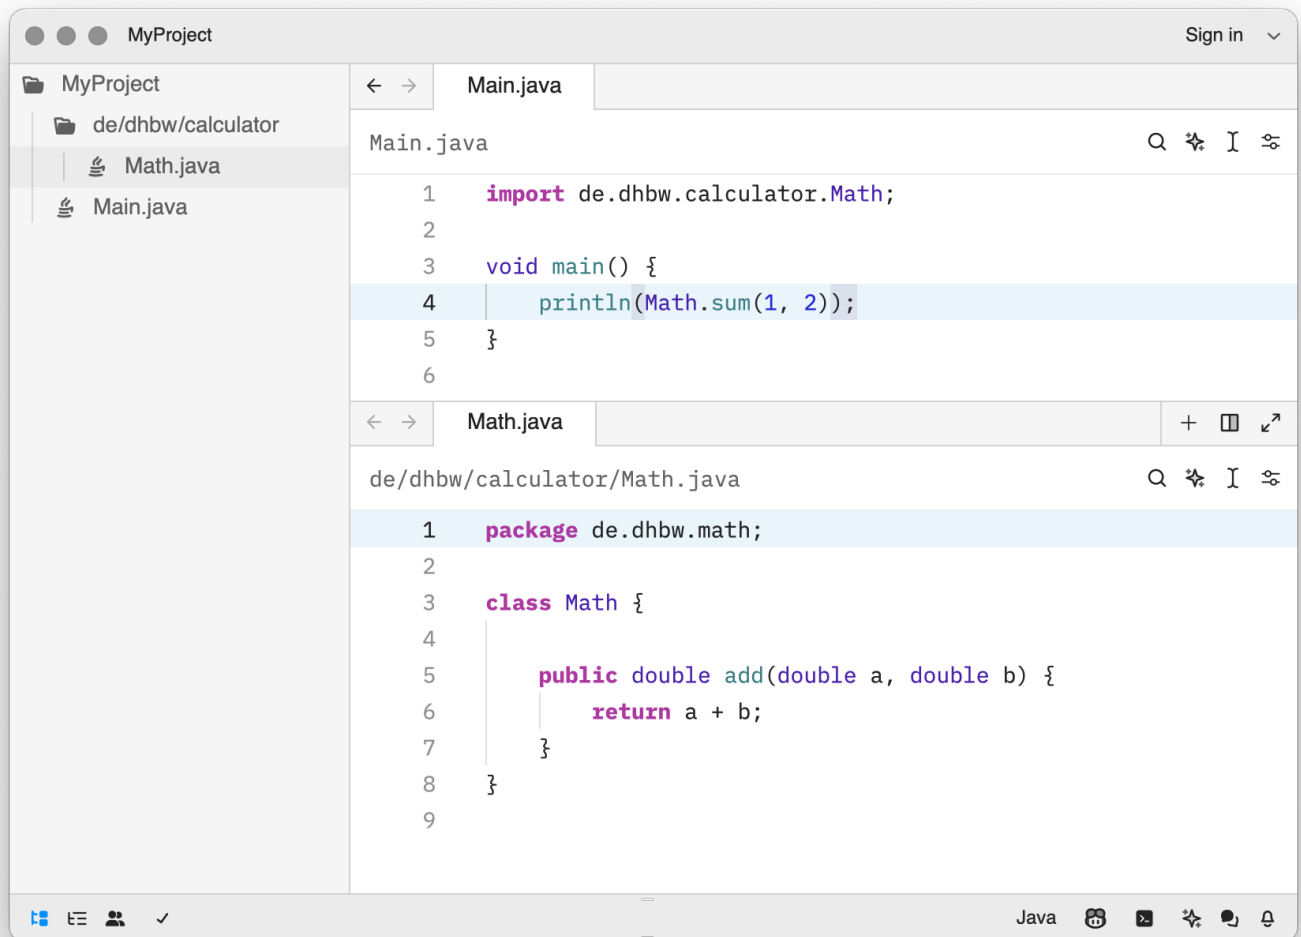 MyProject
Sign in
MyProject
de/dhbw/calculator
Math.java
Main.java
Main.java
Main.java
1 import de.dhbw.calculator.Math;
2
3 void main() {
4     println(Math.sum(1, 2));
5 }
6
Math.java
de/dhbw/calculator/Math.java
1 package de.dhbw.math;
2
3 class Math {
4
5     public double add(double a, double b) {
6         return a + b;
7     }
8 }
9
Java